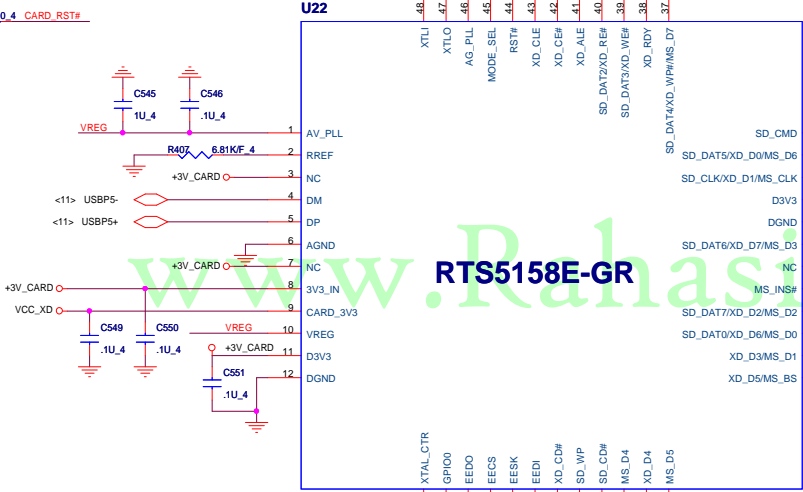 0_4 CARD_RST#
U22
48 47 46 45 44 43 42 41 40 39 38 37
XTLI
XTLO
AG_PLL
MODE_SEL
RST#
XD_CLE
XD_CE#
XD_ALE
SD_DAT2/XD_RE#
SD_DAT3/XD_WE#
XD_RDY
SD_DAT4/XD_WP#/MS_D7
C545
1U_4
C546
.1U_4
VREG
1 AV_PLL
R407 6.81K/F_4
2 RREF
+3V_CARD
3 NC
<11> USBP5-
4 DM
<11> USBP5+
5 DP
6 AGND
+3V_CARD
7 NC
+3V_CARD
8 3V3_IN
VCC_XD
9 CARD_3V3
C549
.1U_4
C550
.1U_4
VREG
10 VREG
+3V_CARD
11 D3V3
C551
.1U_4
12 DGND
RTS5158E-GR
www.Rahasi
SD_CMD
SD_DAT5/XD_D0/MS_D6
SD_CLK/XD_D1/MS_CLK
D3V3
DGND
SD_DAT6/XD_D7/MS_D3
NC
MS_INS#
SD_DAT7/XD_D2/MS_D2
SD_DAT0/XD_D6/MS_D0
XD_D3/MS_D1
XD_D5/MS_BS
XTAL_CTR
GPIO0
EEDO
EECS
EESK
EEDI
XD_CD#
SD_WP
SD_CD#
MS_D4
XD_D4
MS_D5